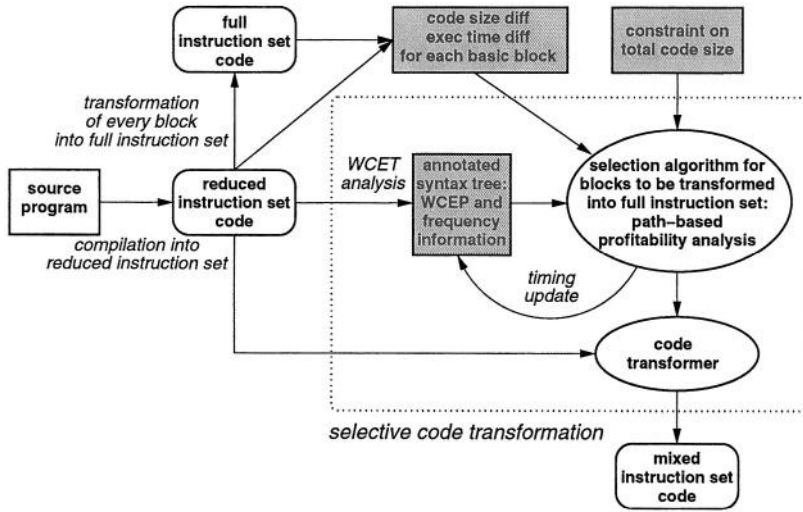 full
instruction set
code
code size diff
exec time diff
for each basic block
constraint on
total code size
transformation
of every block
into full instruction set
source
program
reduced
instruction set
code
compilation into
reduced instruction set
WCET
analysis
annotated
syntax tree:
WCEP and
frequency
information
selection algorithm for
blocks to be transformed
into full instruction set:
path-based
profitability analysis
timing
update
code
transformer
selective code transformation
mixed
instruction set
code